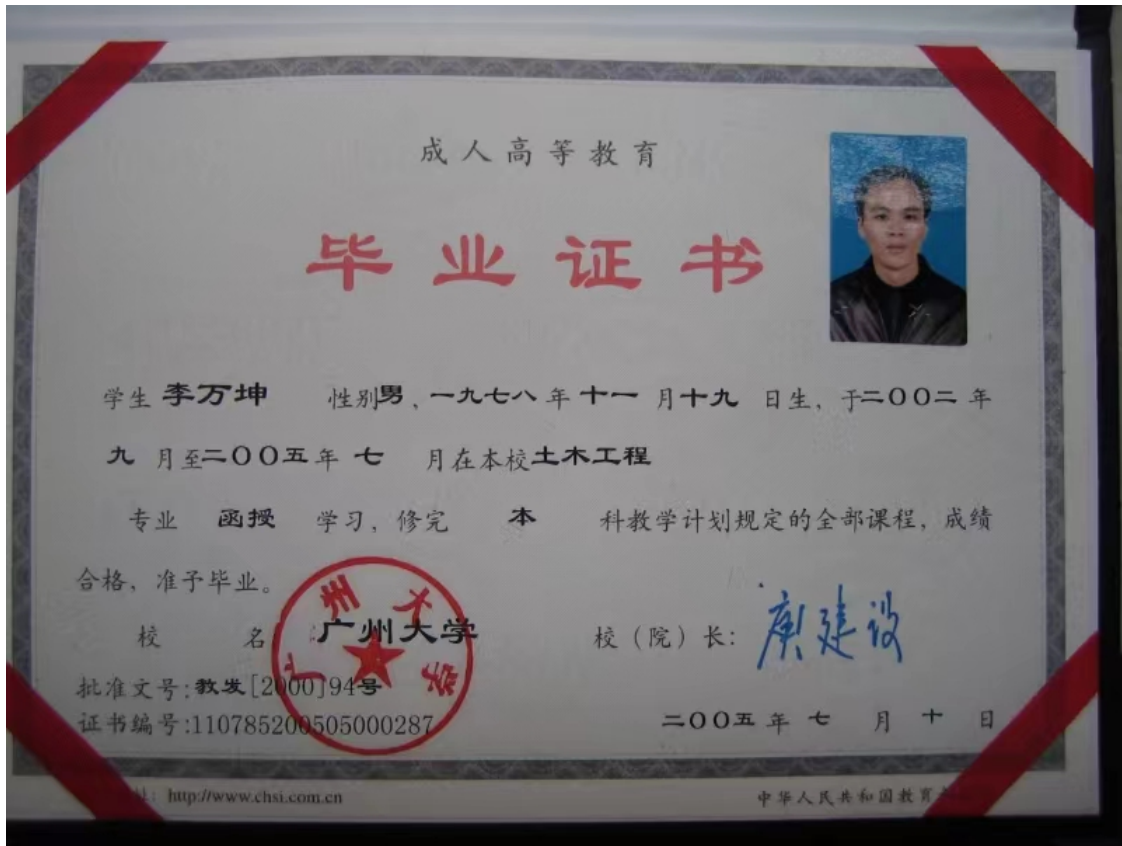 成人高等教育
毕业证书
学生 李万坤 性别男，一九七八年十一月十九日生，于二〇〇二年
九月至二〇〇五年七月在本校土木工程
专业 函授 学习，修完 本 科教学计划规定的全部课程，成绩
合格，准予毕业。
校 名：广州大学
校（院）长：庾建设
广州大学
批准文号：教发[2000]94号
证书编号：110785200505000287
二〇〇五年七月十日
址：http://www.chsi.com.cn
中华人民共和国教育